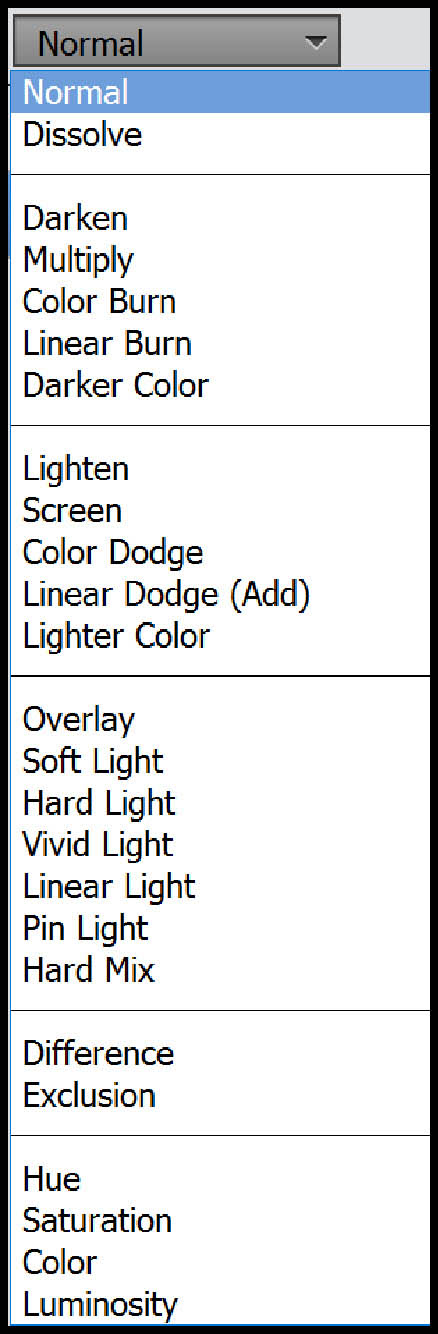 Normal
Normal
Dissolve
Darken
Multiply
Color Burn
Linear Burn
Darker Color
Lighten
Screen
Color Dodge
Linear Dodge (Add)
Lighter Color
Overlay
Soft Light
Hard Light
Vivid Light
Linear Light
Pin Light
Hard Mix
Difference
Exclusion
Hue
Saturation
Color
Luminosity